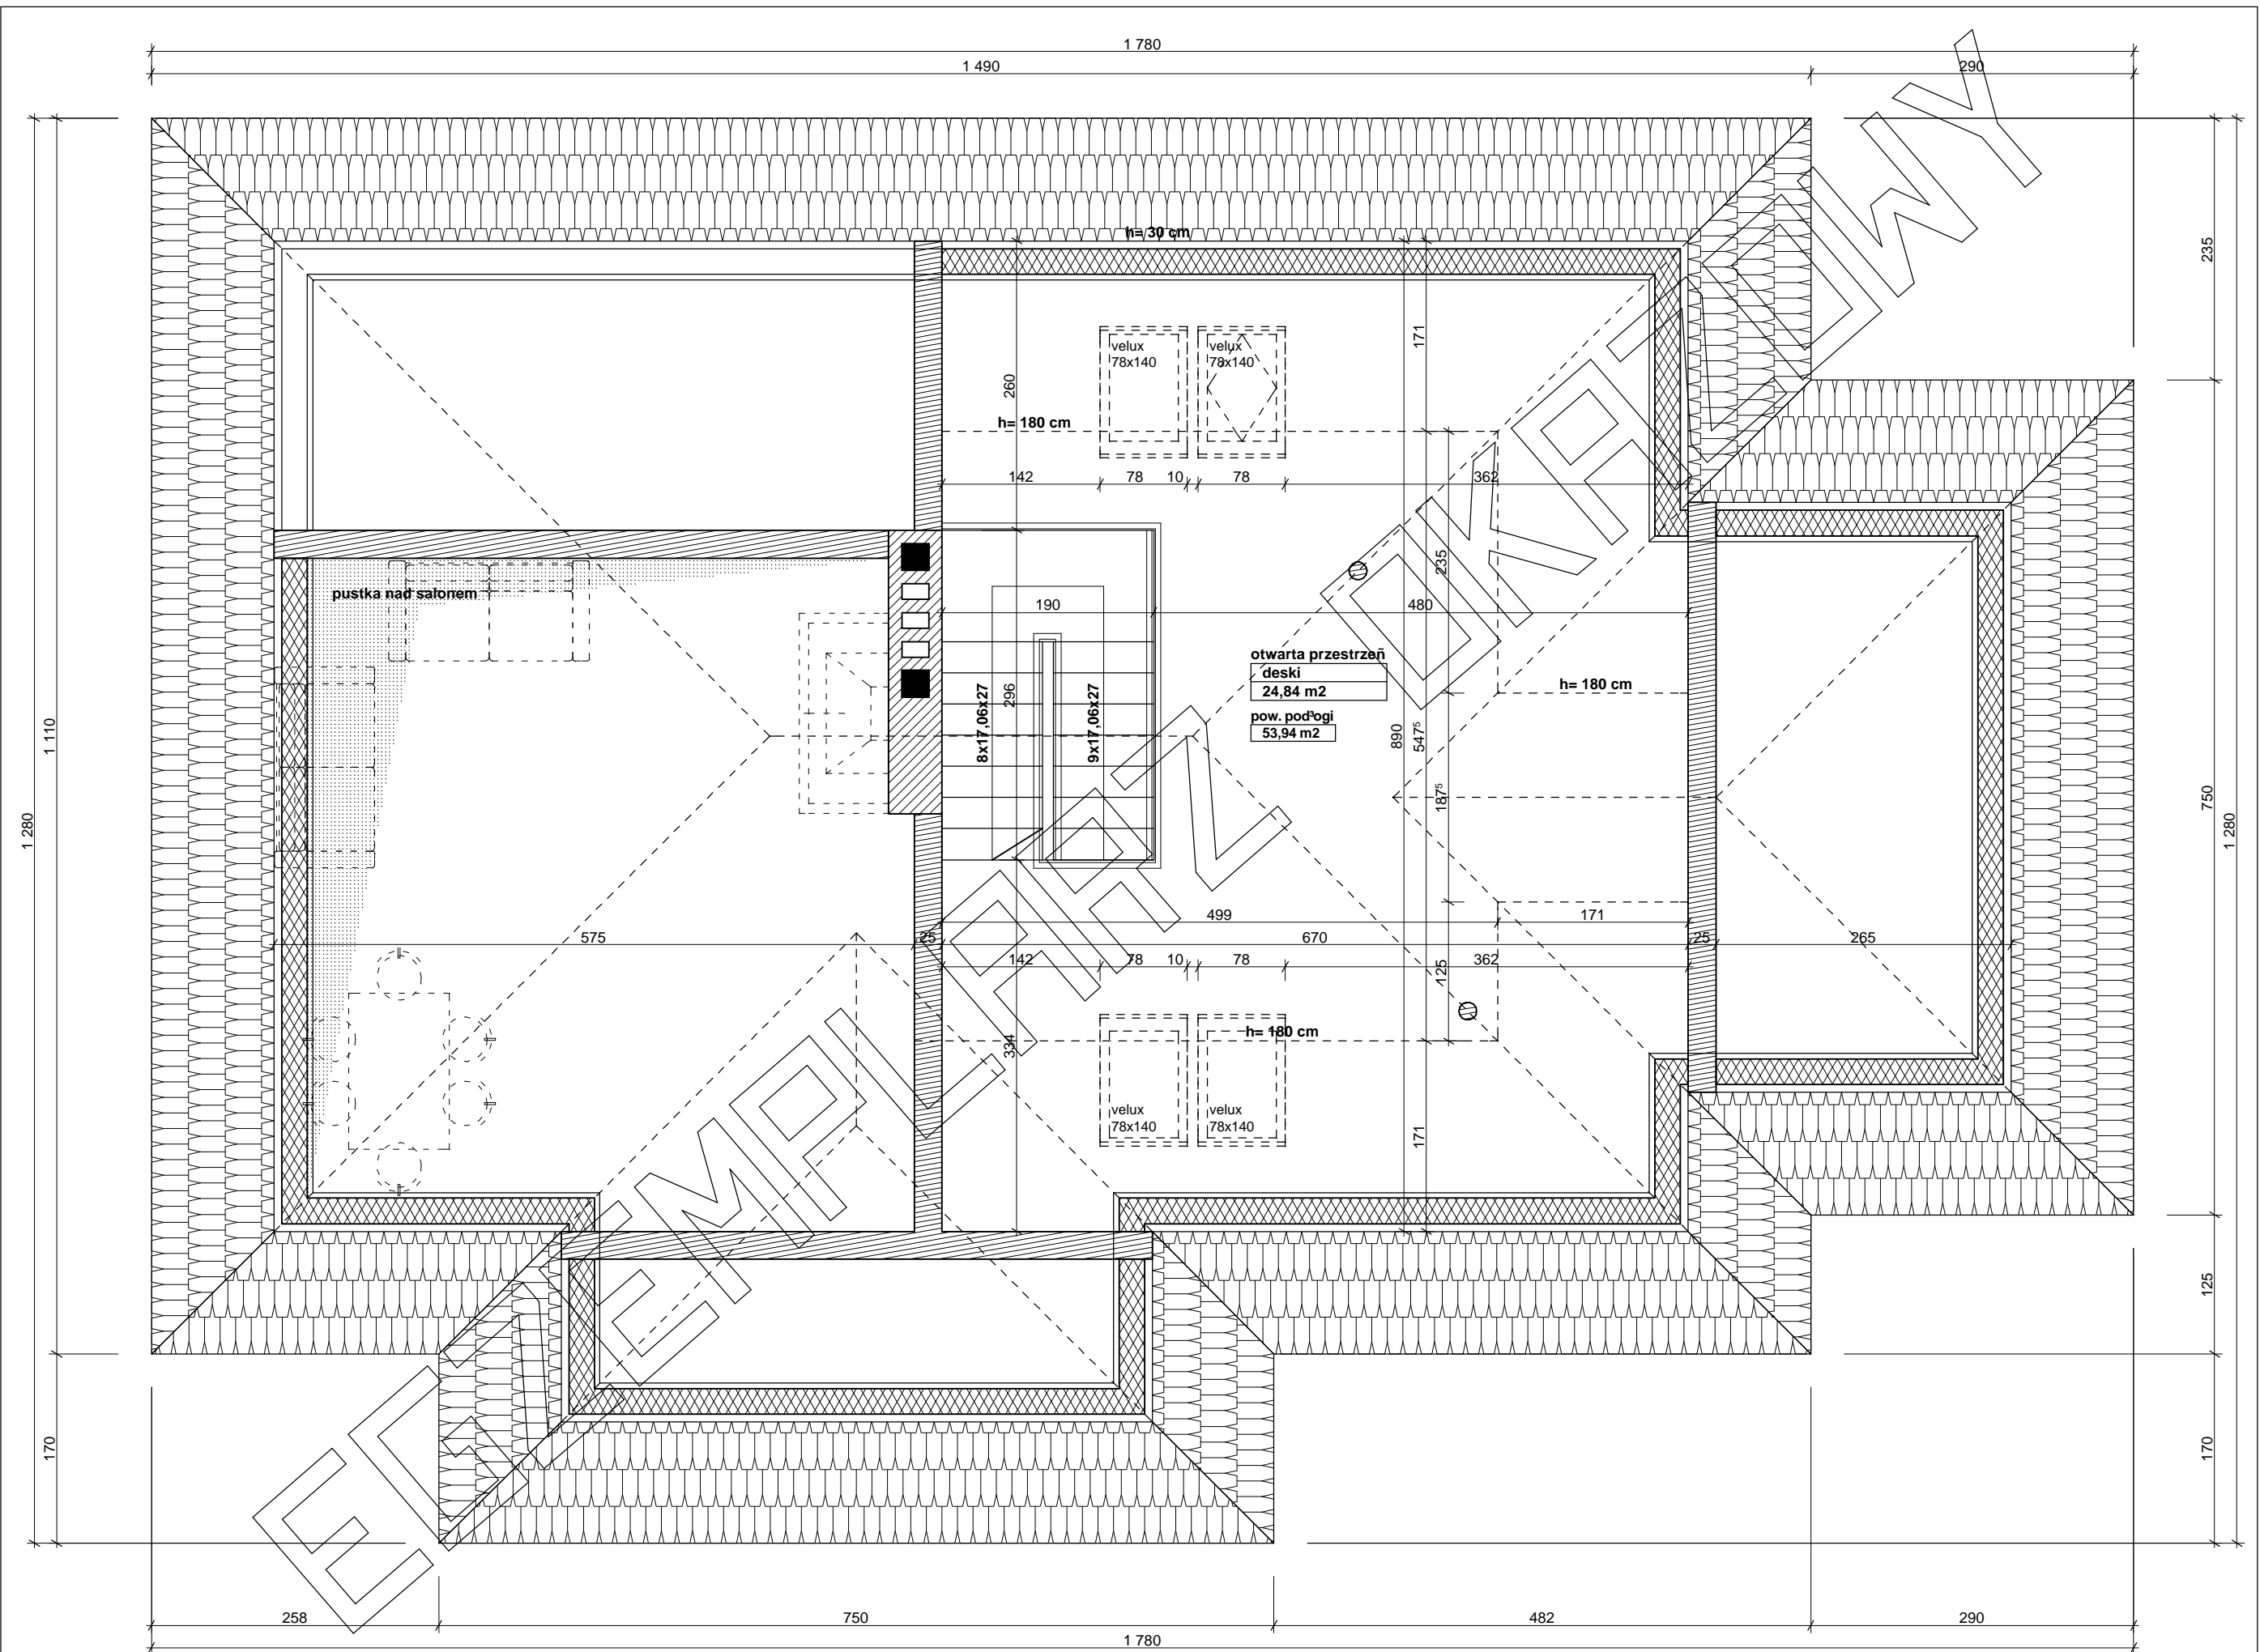 1 780
1 490
290
h= 30 cm
235
171
velux
78x140
velux
78x140
260
h= 180 cm
142
78
10
78
362
235
pustka nad salonem
190
480
otwarta przestrzeñ
deski
24,84 m2
pow. pod³ogi
53,94 m2
h= 180 cm
296
8x17,06x27
9x17,06x27
890
547⁵
187⁵
1 110
1 280
750
1 280
499
171
575
25
670
25
265
142
78
10
78
362
125
334
h= 180 cm
velux
78x140
velux
78x140
171
125
170
170
258
750
482
290
1 780
EGZEMPLARZ OKAZOWY